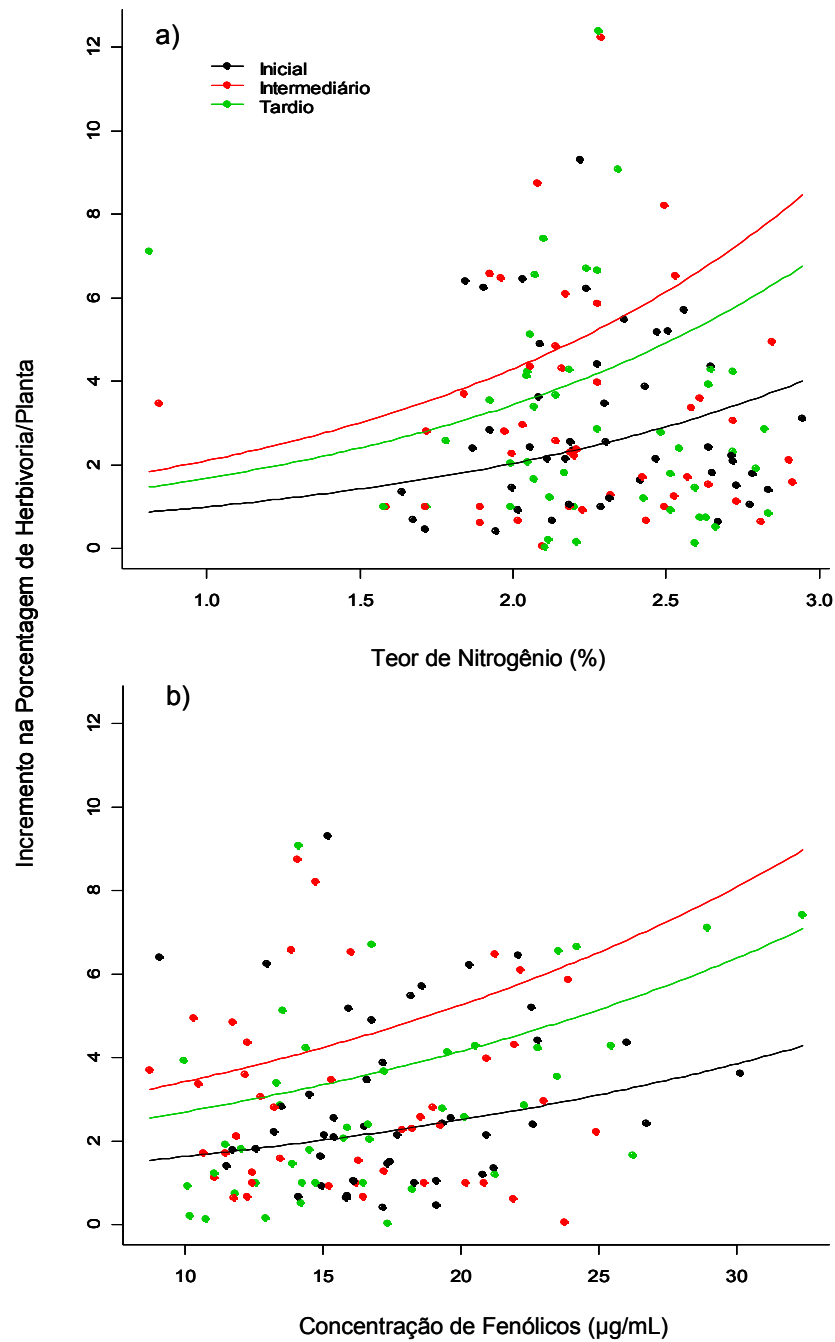 a)
Inicial
Intermediário
Tardio
12
10
8
6
4
2
0
1.0 1.5 2.0 2.5 3.0
Teor de Nitrogênio (%)
Incremento na Porcentagem de Herbivoria/Planta
b)
12
10
8
6
4
2
0
10 15 20 25 30
Concentração de Fenólicos (µg/mL)